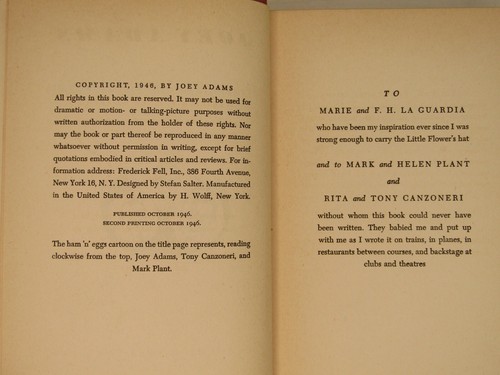 COPYRIGHT, 1946, BY JOEY ADAMS
All rights in this book are reserved. It may not be used for
dramatic or motion- or talking-picture purposes without
written authorization from the holder of these rights. Nor
may the book or part thereof be reproduced in any manner
whatsoever without permission in writing, except for brief
quotations embodied in critical articles and reviews. For in-
formation address: Frederick Fell, Inc., 386 Fourth Avenue,
New York 16, N. Y. Designed by Stefan Salter. Manufactured
in the United States of America by H. Wolff, New York.
PUBLISHED OCTOBER 1946.
SECOND PRINTING OCTOBER 1946.
The ham 'n' eggs cartoon on the title page represents, reading
clockwise from the top, Joey Adams, Tony Canzoneri, and
Mark Plant.
TO
MARIE and F. H. LA GUARDIA
who have been my inspiration ever since I was
strong enough to carry the Little Flower's hat
and to MARK and HELEN PLANT
and
RITA and TONY CANZONERI
without whom this book could never have
been written. They babied me and put up
with me as I wrote it on trains, in planes, in
restaurants between courses, and backstage at
clubs and theatres